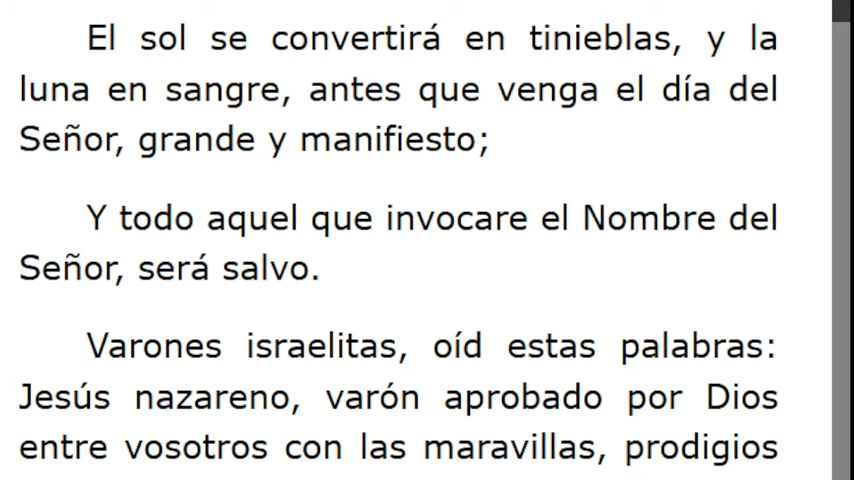 El sol se convertirá en tinieblas, y la
luna en sangre, antes que venga el día del
Señor, grande y manifiesto;
Y todo aquel que invocare el Nombre del
Señor, será salvo.
Varones israelitas, oíd estas palabras:
Jesús nazareno, varón aprobado por Dios
entre vosotros con las maravillas, prodigios